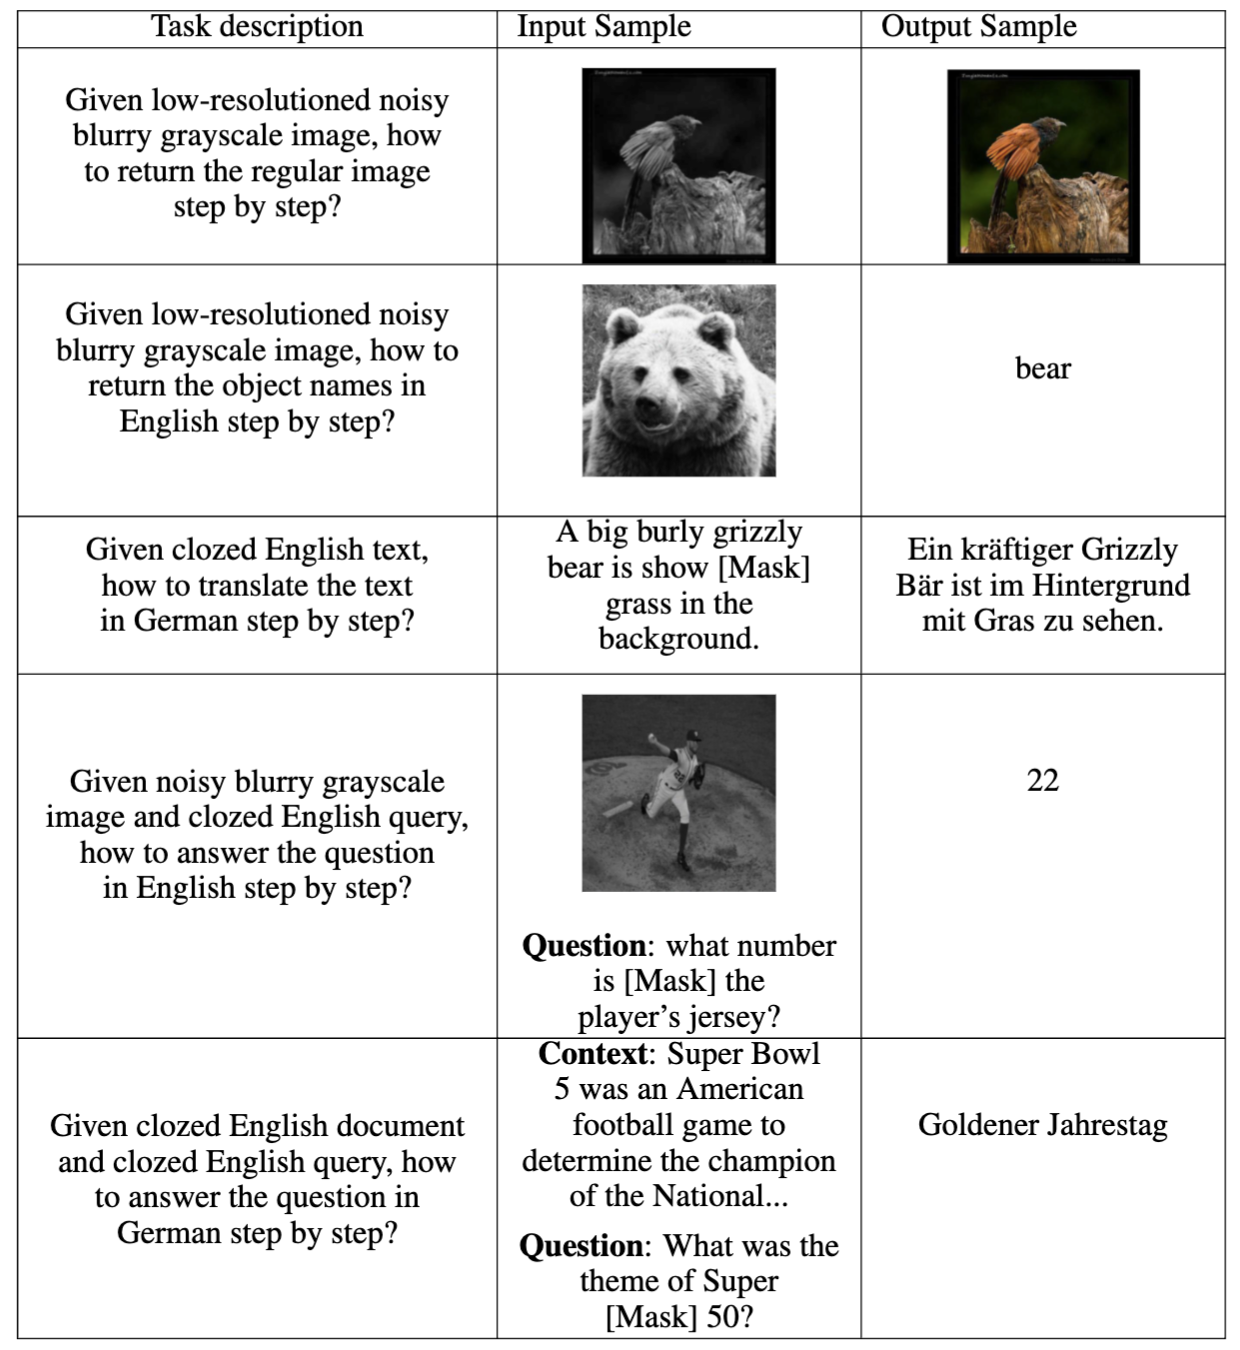 Task description
Input Sample
Output Sample
Given low-resolutioned noisy
blurry grayscale image, how
to return the regular image
step by step?
Given low-resolutioned noisy
blurry grayscale image, how to
return the object names in
English step by step?
bear
Given clozed English text,
how to translate the text
in German step by step?
A big burly grizzly
bear is show [Mask]
grass in the
background.
Ein kräftiger Grizzly
Bär ist im Hintergrund
mit Gras zu sehen.
Given noisy blurry grayscale
image and clozed English query,
how to answer the question
in English step by step?
Question: what number
is [Mask] the
player’s jersey?
22
Given clozed English document
and clozed English query, how
to answer the question in
German step by step?
Context: Super Bowl
5 was an American
football game to
determine the champion
of the National...
Question: What was the
theme of Super
[Mask] 50?
Goldener Jahrestag